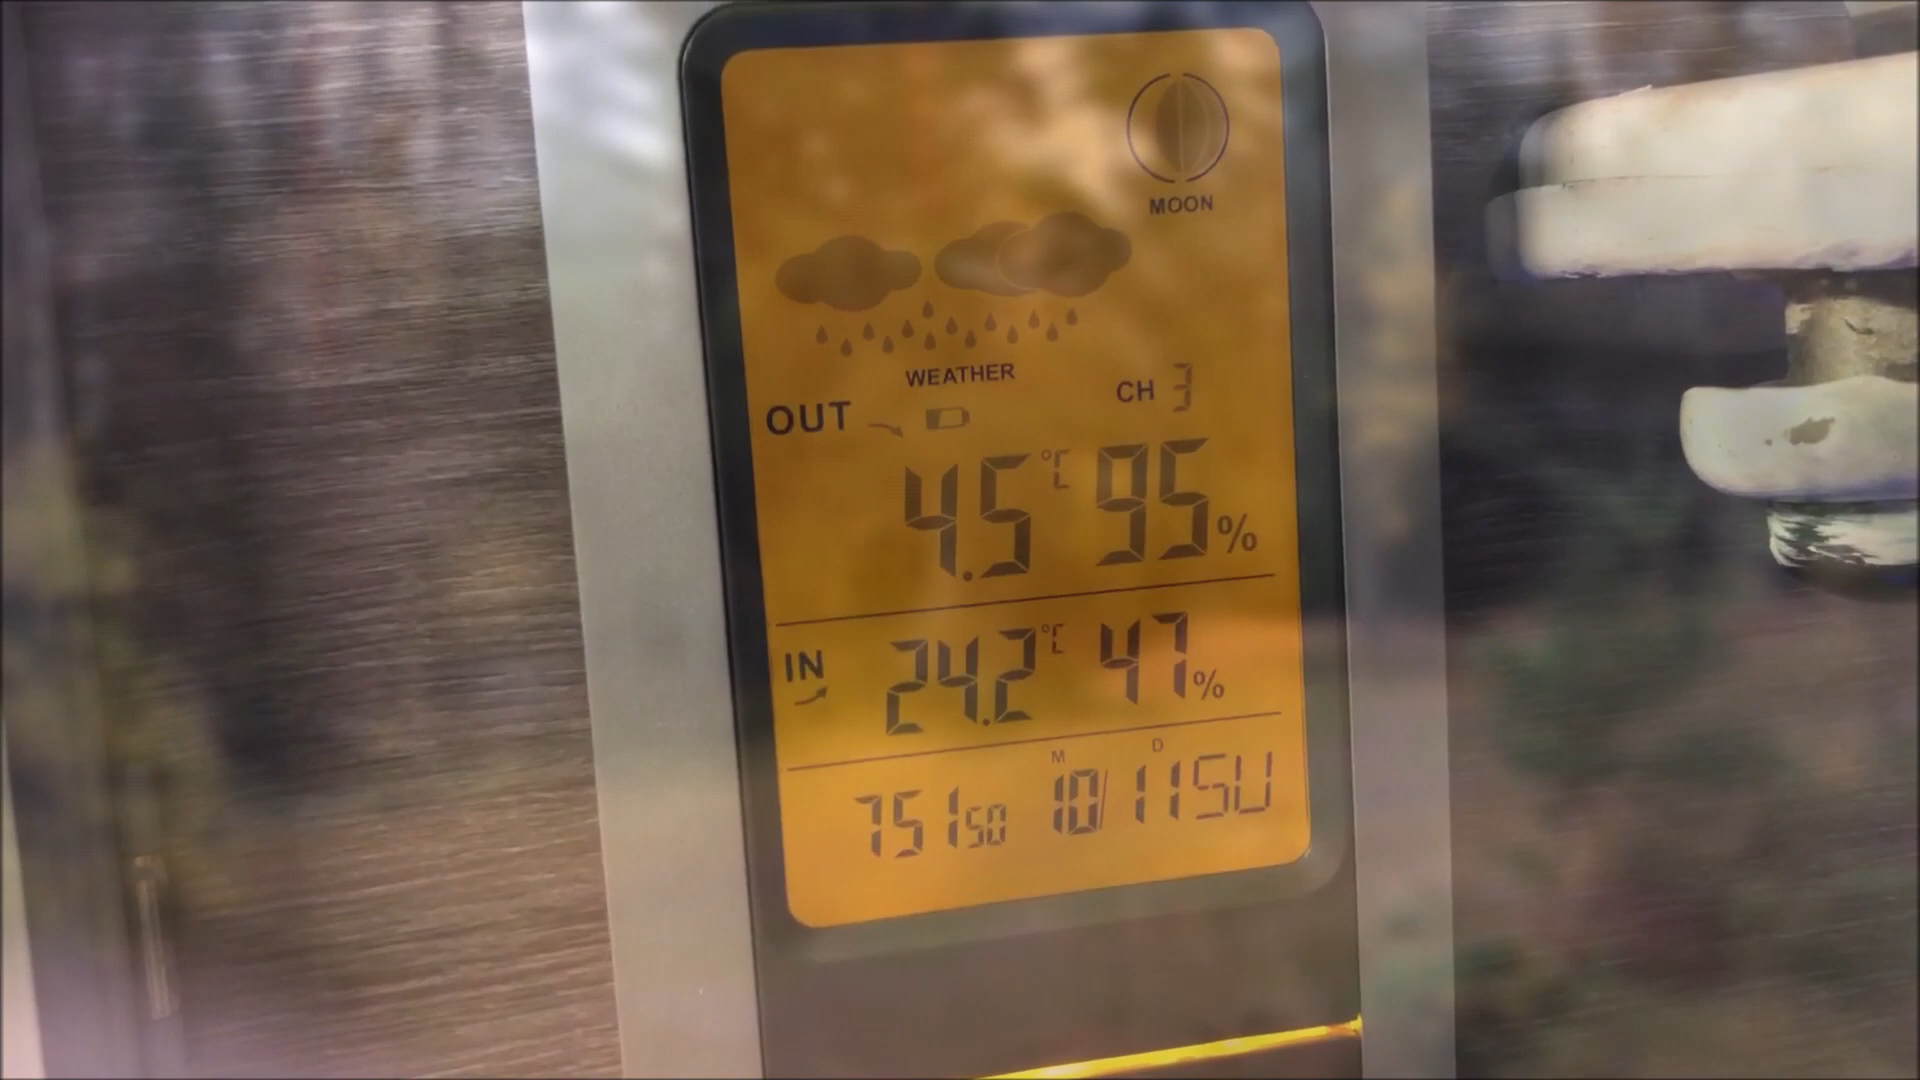 MOON
WEATHER
OUT CH 3
4.5 °C 95 %
IN 24.2 °C 47 %
M D
7 51 50 10/ 11 SU